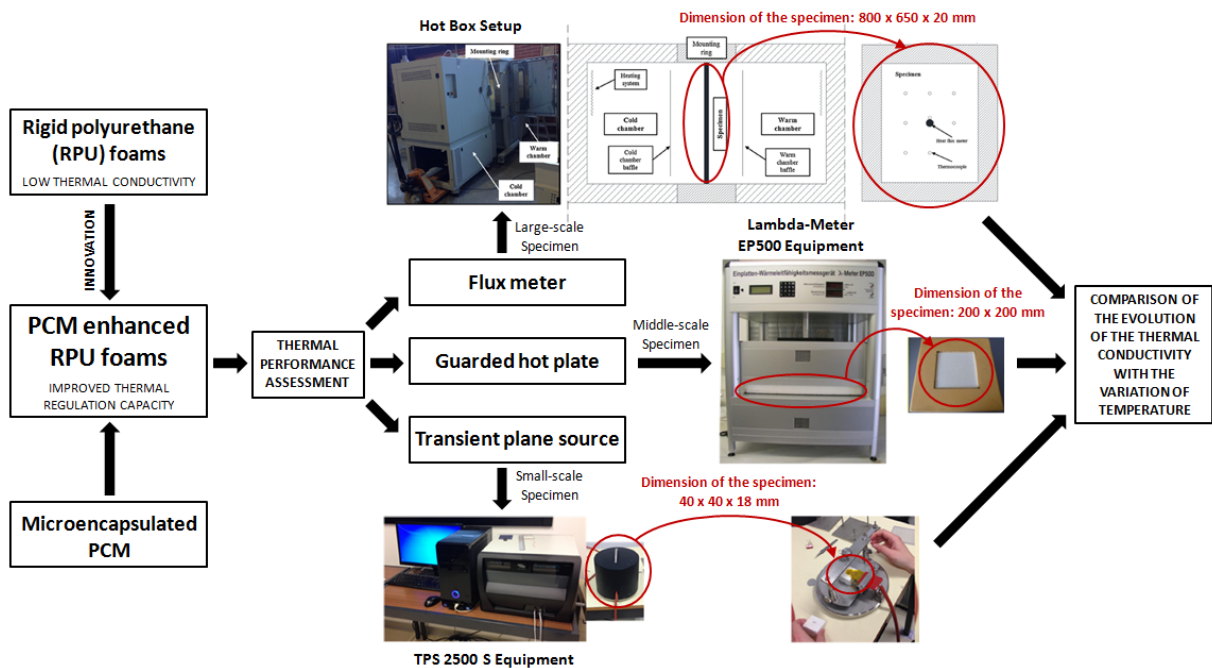 Hot Box Setup
Mounting ring
Warm
chamber
Cold
chamber
Dimension of the specimen: 800 x 650 x 20 mm
Mounting
ring
Heating
system
Cold
chamber
Specimen
Warm
chamber
Cold
chamber
baffle
Warm
chamber
baffle
Specimen
Heat flux meter
Thermocouple
Rigid polyurethane
(RPU) foams
LOW THERMAL CONDUCTIVITY
INNOVATION
PCM enhanced
RPU foams
IMPROVED THERMAL
REGULATION CAPACITY
Microencapsulated
PCM
THERMAL
PERFORMANCE
ASSESSMENT
Large-scale
Specimen
Flux meter
Guarded hot plate
Transient plane source
Middle-scale
Specimen
Small-scale
Specimen
Lambda-Meter
EP500 Equipment
Einplatten-Wärmeleitfähigkeitsmessgerät λ-Meter EP500
Dimension of the
specimen: 200 x 200 mm
Dimension of the specimen:
40 x 40 x 18 mm
TPS 2500 S Equipment
COMPARISON OF
THE EVOLUTION
OF THE THERMAL
CONDUCTIVITY
WITH THE
VARIATION OF
TEMPERATURE